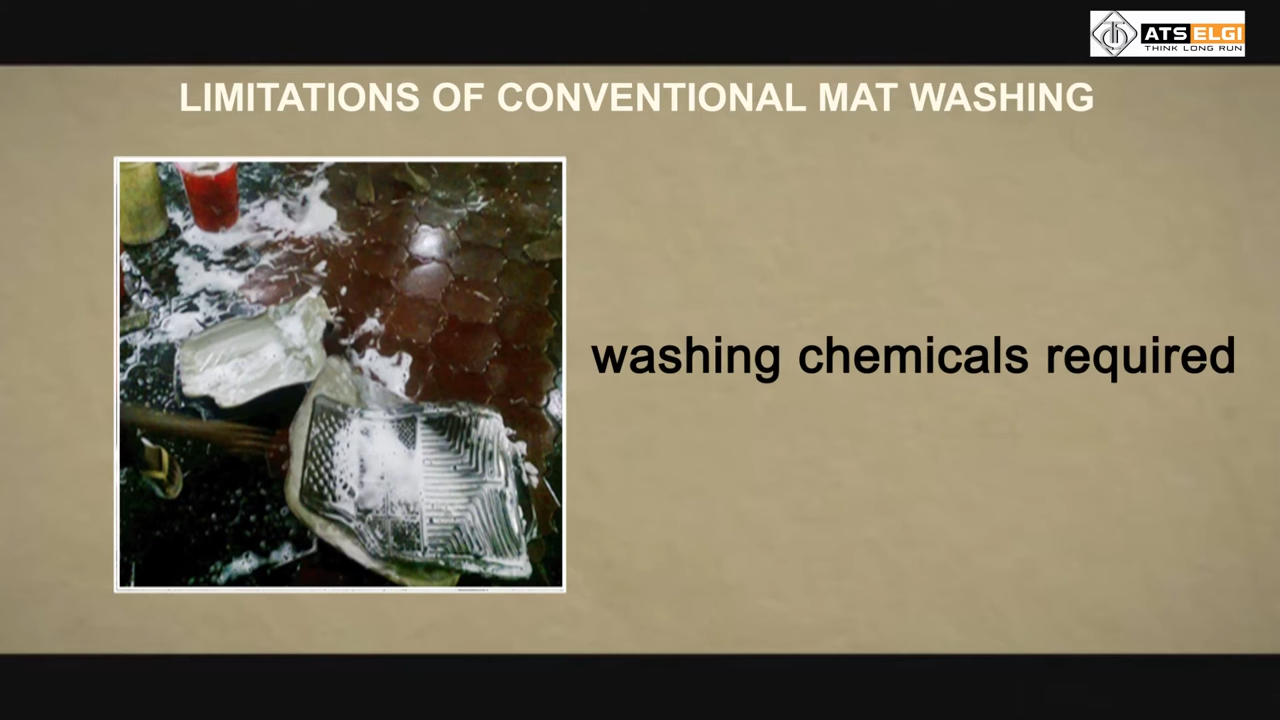 ATS ELGI
THINK LONG RUN
LIMITATIONS OF CONVENTIONAL MAT WASHING
washing chemicals required